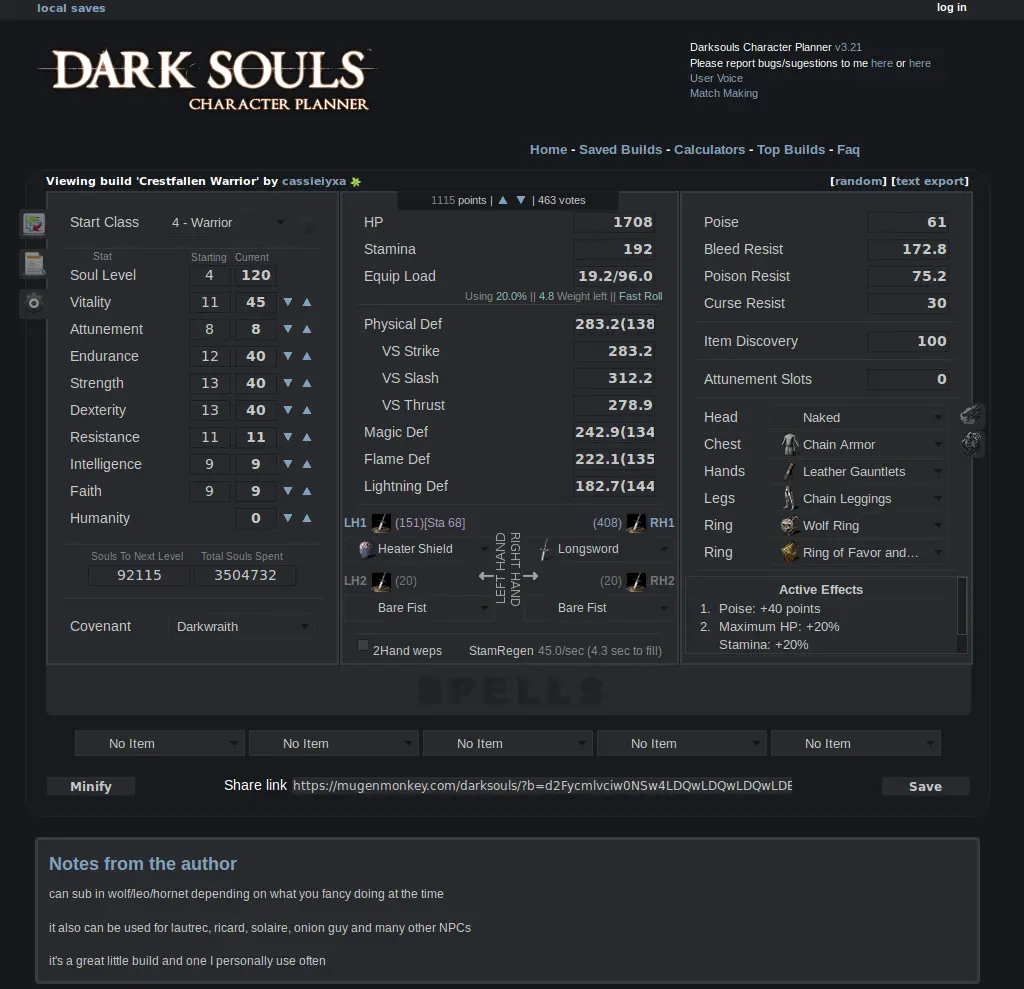 local saves
log in
DARK SOULS
CHARACTER PLANNER
Darksouls Character Planner v3.21
Please report bugs/sugestions to me here or here
User Voice
Match Making
Home - Saved Builds - Calculators - Top Builds - Faq
Viewing build 'Crestfallen Warrior' by cassieiyxa
[random] [text export]
1115 points | ▲ ▼ | 463 votes
Start Class 4 - Warrior
Stat Starting Current
Soul Level 4 120
Vitality 11 45 ▼ ▲
Attunement 8 8 ▼ ▲
Endurance 12 40 ▼ ▲
Strength 13 40 ▼ ▲
Dexterity 13 40 ▼ ▲
Resistance 11 11 ▼ ▲
Intelligence 9 9 ▼ ▲
Faith 9 9 ▼ ▲
Humanity 0 ▼ ▲
Souls To Next Level Total Souls Spent
92115 3504732
Covenant Darkwraith
HP 1708
Stamina 192
Equip Load 19.2/96.0
Using 20.0% || 4.8 Weight left || Fast Roll
Physical Def 283.2(138
VS Strike 283.2
VS Slash 312.2
VS Thrust 278.9
Magic Def 242.9(134
Flame Def 222.1(135
Lightning Def 182.7(144
LH1 (151)[Sta 68] (408) RH1
Heater Shield Longsword
LEFT HAND
RIGHT HAND
LH2 (20) (20) RH2
Bare Fist Bare Fist
2Hand weps StamRegen 45.0/sec (4.3 sec to fill)
Poise 61
Bleed Resist 172.8
Poison Resist 75.2
Curse Resist 30
Item Discovery 100
Attunement Slots 0
Head Naked
Chest Chain Armor
Hands Leather Gauntlets
Legs Chain Leggings
Ring Wolf Ring
Ring Ring of Favor and...
Active Effects
1. Poise: +40 points
2. Maximum HP: +20%
Stamina: +20%
SPELLS
No Item No Item No Item No Item No Item
Minify
Share link https://mugenmonkey.com/darksouls/?b=d2Fycmlvciw0NSw4LDQwLDQwLDQwLDE
Save
Notes from the author
can sub in wolf/leo/hornet depending on what you fancy doing at the time
it also can be used for lautrec, ricard, solaire, onion guy and many other NPCs
it's a great little build and one I personally use often